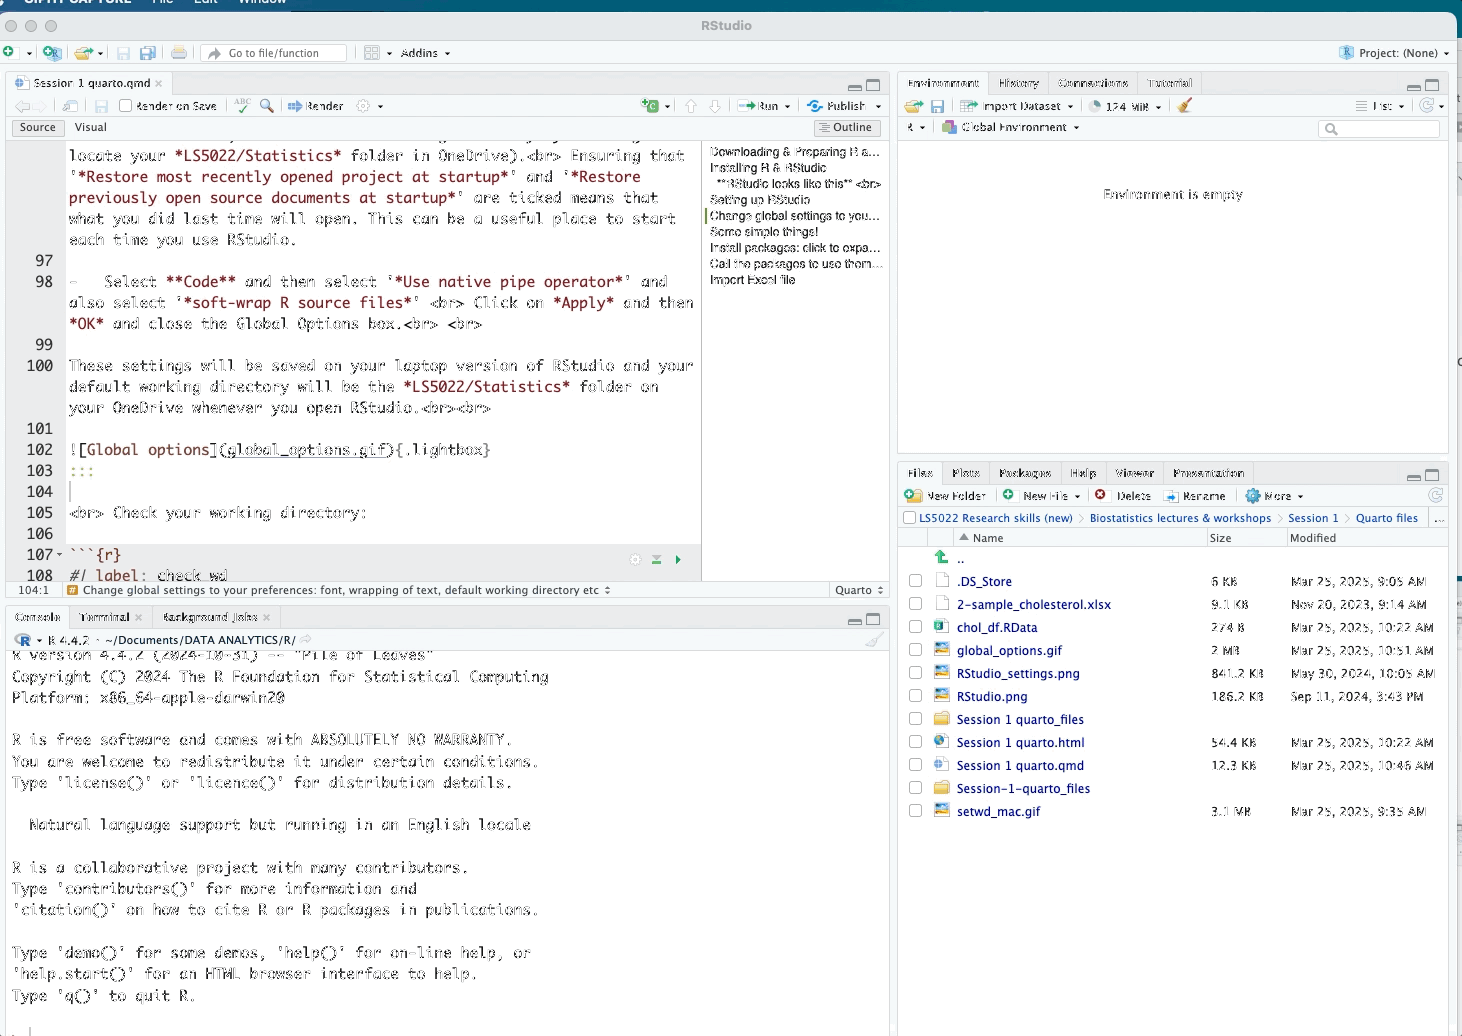 GIPHY CAPTURE File Edit Window
RStudio
Go to file/function
Addins
Project: (None)
Session 1 quarto.qmd
Render on Save
ABC
Render
Run
Publish
Source Visual
Outline
locate your *LS5022/Statistics* folder in OneDrive).<br> Ensuring that
'*Restore most recently opened project at startup*' and '*Restore
previously open source documents at startup*' are ticked means that
what you did last time will open. This can be a useful place to start
each time you use RStudio.
97
98 -   Select **Code** and then select '*Use native pipe operator*' and
also select '*soft-wrap R source files*' <br> Click on *Apply* and then
*OK* and close the Global Options box.<br> <br>
99
100 These settings will be saved on your laptop version of RStudio and your
default working directory will be the *LS5022/Statistics* folder on
your OneDrive whenever you open RStudio.<br><br>
101
102 ![Global options](global_options.gif){.lightbox}
103 :::
104
105 <br> Check your working directory:
106
107 ```{r}
108 #| label: check wd
Downloading & Preparing R a...
Installing R & RStudio
**RStudio looks like this** <br>
Setting up RStudio
Change global settings to you...
Some simple things!
Install packages: click to expa...
Call the packages to use them...
Import Excel file
104:1 # Change global settings to your preferences: font, wrapping of text, default working directory etc
Quarto
Console Terminal Background Jobs
R R 4.4.2 · ~/Documents/DATA ANALYTICS/R/
R version 4.4.2 (2024-10-31) -- "Pile of Leaves"
Copyright (C) 2024 The R Foundation for Statistical Computing
Platform: x86_64-apple-darwin20
R is free software and comes with ABSOLUTELY NO WARRANTY.
You are welcome to redistribute it under certain conditions.
Type 'license()' or 'licence()' for distribution details.
Natural language support but running in an English locale
R is a collaborative project with many contributors.
Type 'contributors()' for more information and
'citation()' on how to cite R or R packages in publications.
Type 'demo()' for some demos, 'help()' for on-line help, or
'help.start()' for an HTML browser interface to help.
Type 'q()' to quit R.
Environment History Connections Tutorial
Import Dataset
124 MiB
List
R
Global Environment
Environment is empty
Files Plots Packages Help Viewer Presentation
New Folder New File Delete Rename More
LS5022 Research skills (new) > Biostatistics lectures & workshops > Session 1 > Quarto files ...
Name Size Modified
..
.DS_Store 6 KB Mar 25, 2025, 9:05 AM
2-sample_cholesterol.xlsx 9.1 KB Nov 20, 2023, 9:14 AM
chol_df.RData 274 B Mar 25, 2025, 10:22 AM
global_options.gif 2 MB Mar 25, 2025, 10:51 AM
RStudio_settings.png 841.2 KB May 30, 2024, 10:05 AM
RStudio.png 186.2 KB Sep 11, 2024, 3:43 PM
Session 1 quarto_files
Session 1 quarto.html 54.4 KB Mar 25, 2025, 10:22 AM
Session 1 quarto.qmd 12.3 KB Mar 25, 2025, 10:46 AM
Session-1-quarto_files
setwd_mac.gif 3.1 MB Mar 25, 2025, 9:35 AM